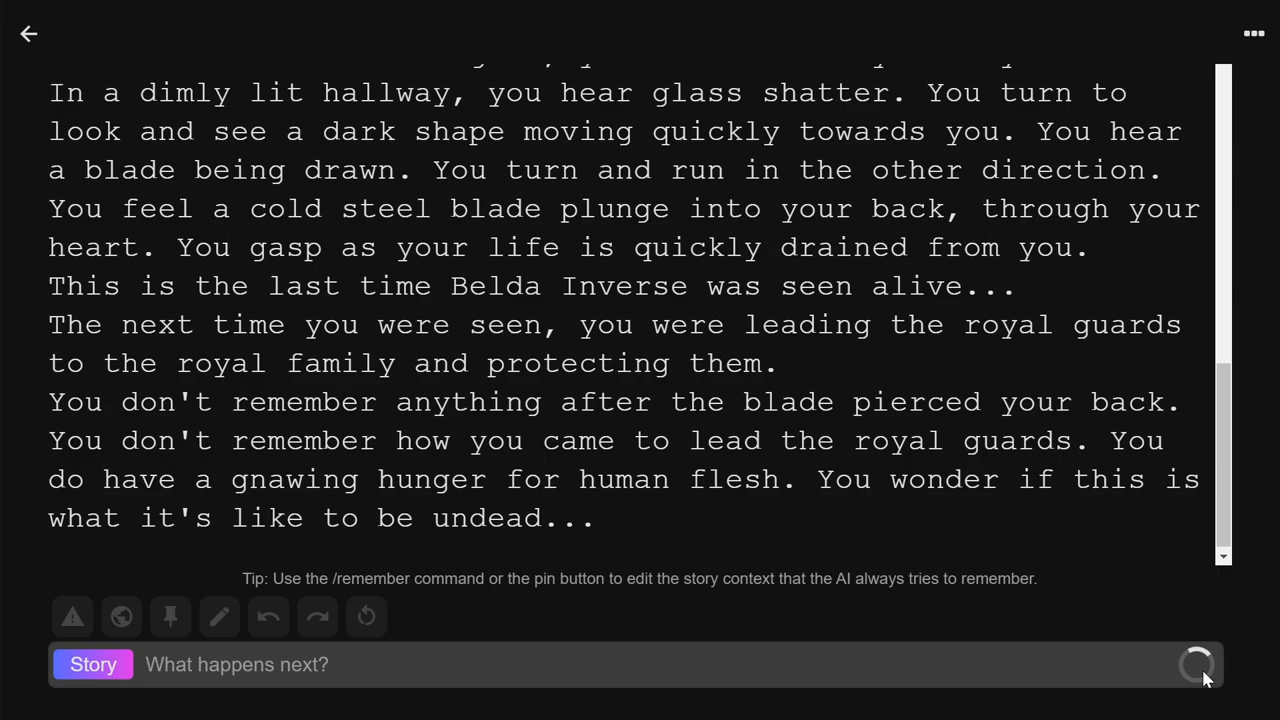 In a dimly lit hallway, you hear glass shatter. You turn to
look and see a dark shape moving quickly towards you. You hear
a blade being drawn. You turn and run in the other direction.
You feel a cold steel blade plunge into your back, through your
heart. You gasp as your life is quickly drained from you.
This is the last time Belda Inverse was seen alive...
The next time you were seen, you were leading the royal guards
to the royal family and protecting them.
You don't remember anything after the blade pierced your back.
You don't remember how you came to lead the royal guards. You
do have a gnawing hunger for human flesh. You wonder if this is
what it's like to be undead...
Tip: Use the /remember command or the pin button to edit the story context that the AI always tries to remember.
Story What happens next?